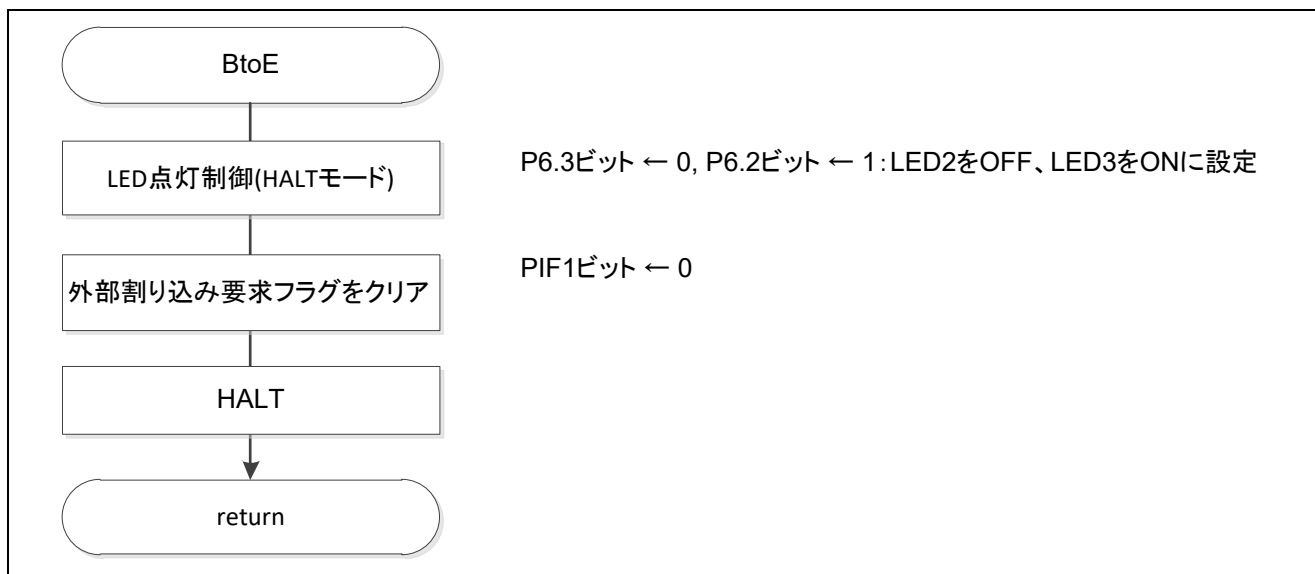 BtoE
LED点灯制御(HALTモード)
P6.3ビット ← 0, P6.2ビット ← 1:LED2をOFF、LED3をONに設定
外部割り込み要求フラグをクリア
PIF1ビット ← 0
HALT
return